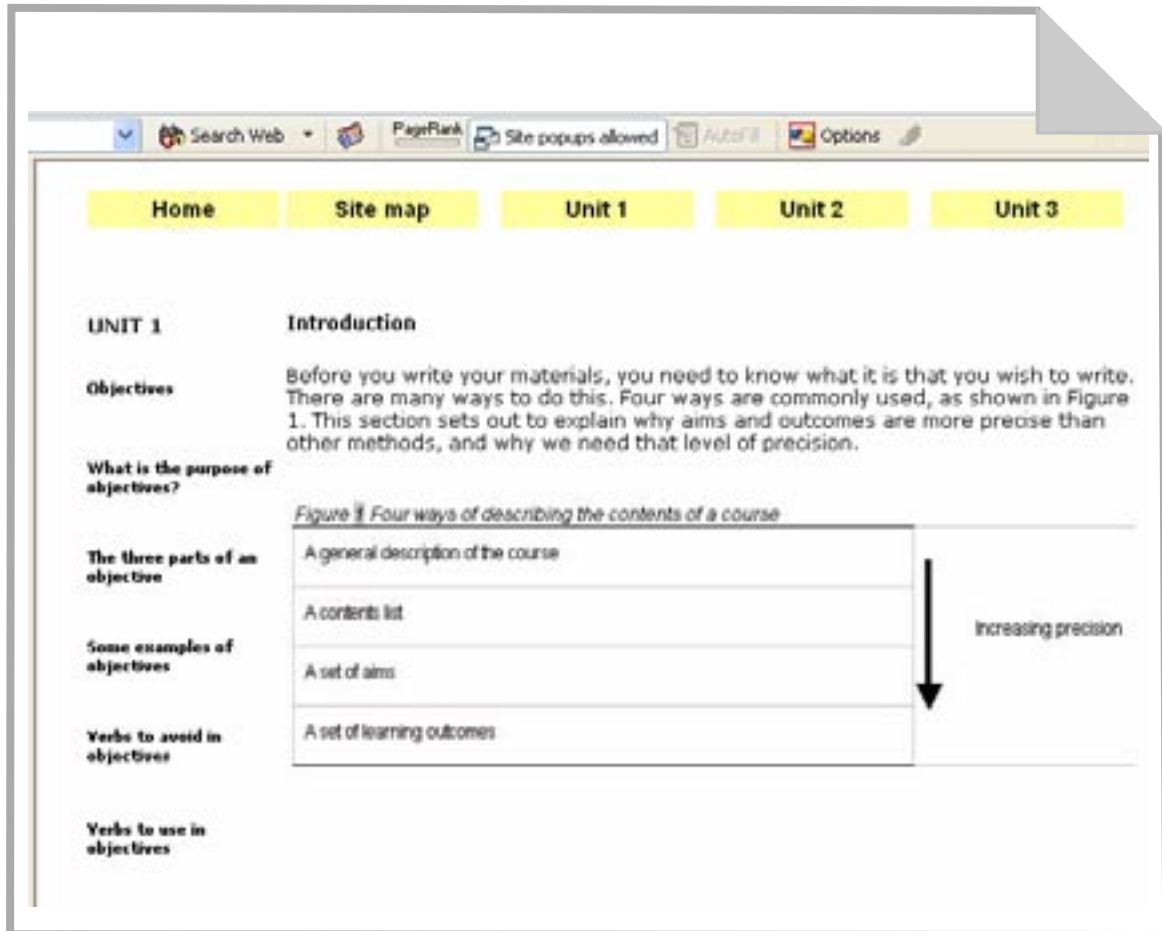 Search Web
PageRank
Site popups allowed
AutoFill
Options
Home
Site map
Unit 1
Unit 2
Unit 3
UNIT 1
Objectives
What is the purpose of
objectives?
The three parts of an
objective
Some examples of
objectives
Verbs to avoid in
objectives
Verbs to use in
objectives
Introduction
Before you write your materials, you need to know what it is that you wish to write.
There are many ways to do this. Four ways are commonly used, as shown in Figure
1. This section sets out to explain why aims and outcomes are more precise than
other methods, and why we need that level of precision.
Figure 1 Four ways of describing the contents of a course
A general description of the course
A contents list
A set of aims
A set of learning outcomes
Increasing precision